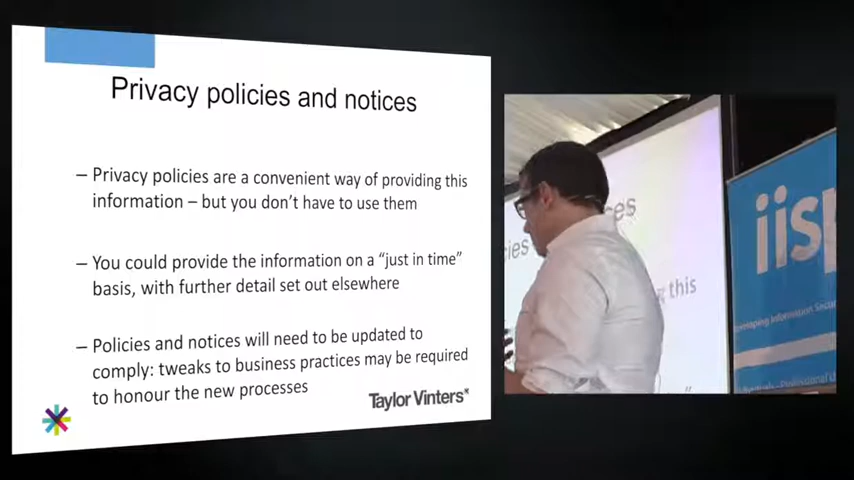 Privacy policies and notices
– Privacy policies are a convenient way of providing this
information – but you don't have to use them
– You could provide the information on a "just in time"
basis, with further detail set out elsewhere
– Policies and notices will need to be updated to
comply: tweaks to business practices may be required
to honour the new processes
Taylor Vinters*
this
iisp